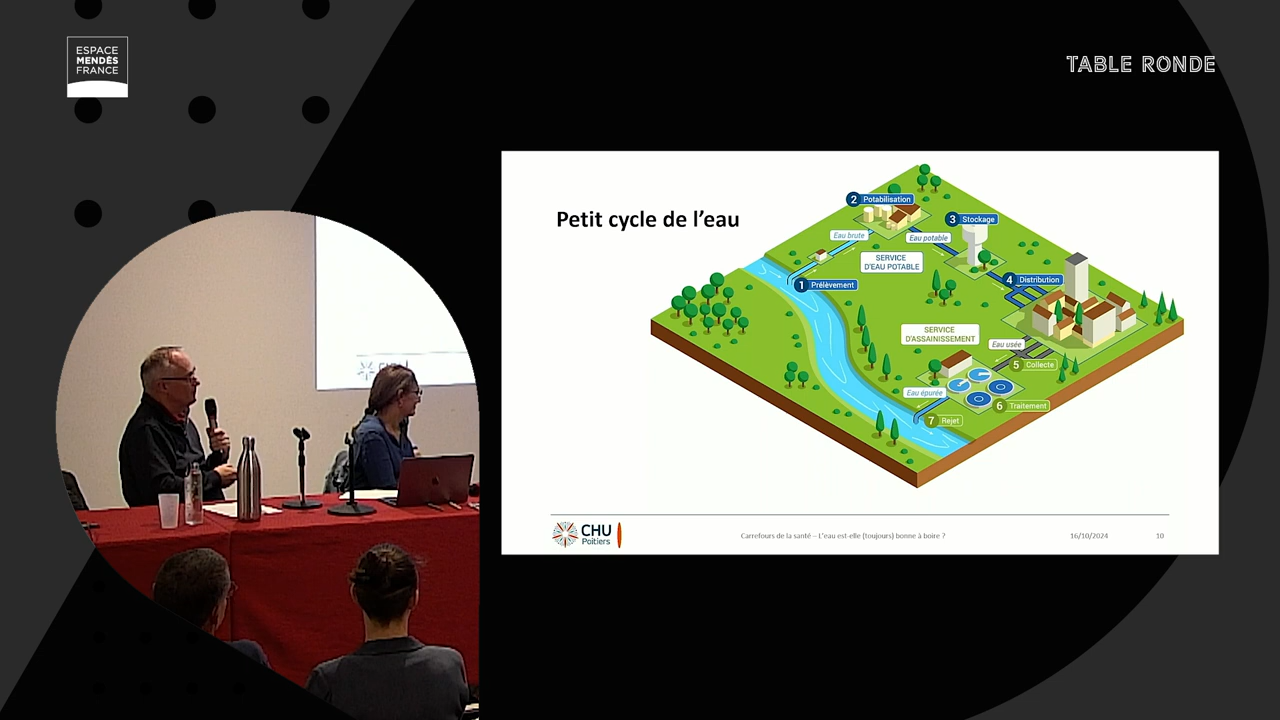 ESPACE
MENDÈS
FRANCE
TABLE RONDE
Petit cycle de l'eau
2 Potabilisation
3 Stockage
Eau brute
Eau potable
SERVICE
D'EAU POTABLE
1 Prélèvement
4 Distribution
SERVICE
D'ASSAINISSEMENT
Eau usée
5 Collecte
Eau épurée
6 Traitement
7 Rejet
CHU
Poitiers
Carrefours de la santé – L'eau est-elle (toujours) bonne à boire ?
16/10/2024
10